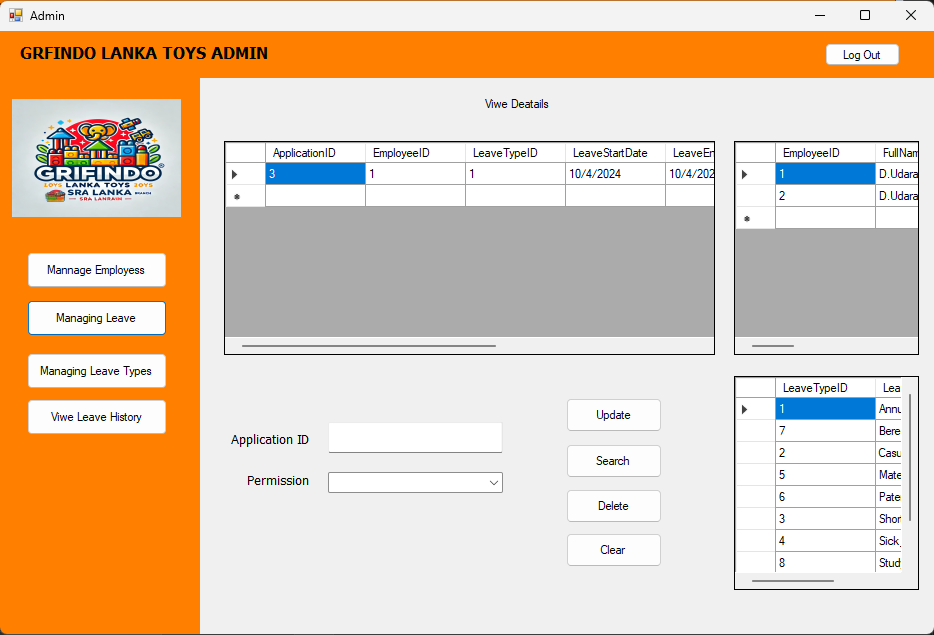 Admin
GRFINDO LANKA TOYS ADMIN
Log Out
GRIFINDO
LANKA TOYS
SRA LANKA
Mannage Employess
Managing Leave
Managing Leave Types
Viwe Leave History
Viwe Deatails
ApplicationID EmployeeID LeaveTypeID LeaveStartDate LeaveEn
3 1 1 10/4/2024 10/4/202
EmployeeID FullNam
1 D.Udara
2 D.Udara
Application ID
Permission
Update
Search
Delete
Clear
LeaveTypeID Lea
1 Annu
7 Bere
2 Casu
5 Mate
6 Pate
3 Shor
4 Sick_
8 Stud